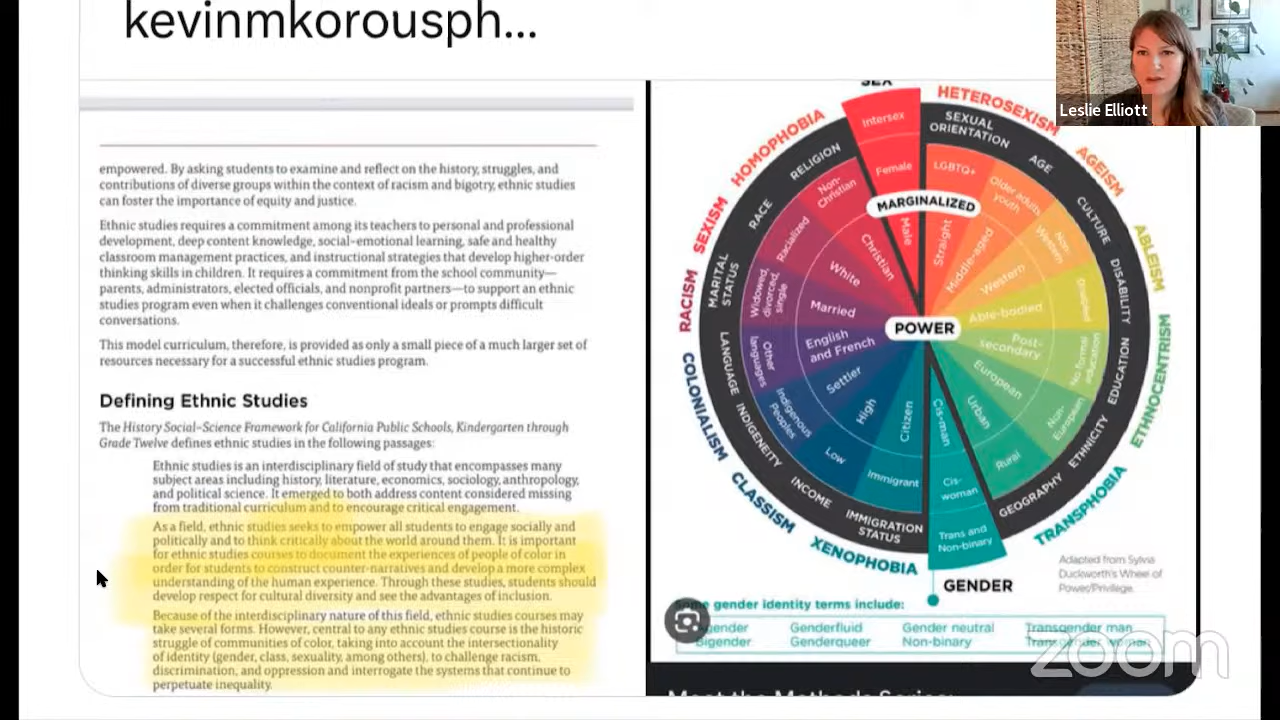 kevinmkorousph...
Leslie Elliott
empowered. By asking students to examine and reflect on the history, struggles, and
contributions of diverse groups within the context of racism and bigotry, ethnic studies
can foster the importance of equity and justice.
Ethnic studies requires a commitment among its teachers to personal and professional
development, deep content knowledge, social–emotional learning, safe and healthy
classroom management practices, and instructional strategies that develop higher-order
thinking skills in children. It requires a commitment from the school community—
parents, administrators, elected officials, and nonprofit partners—to support an ethnic
studies program even when it challenges conventional ideals or prompts difficult
conversations.
This model curriculum, therefore, is provided as only a small piece of a much larger set of
resources necessary for a successful ethnic studies program.
Defining Ethnic Studies
The History Social–Science Framework for California Public Schools, Kindergarten through
Grade Twelve defines ethnic studies in the following passages:
Ethnic studies is an interdisciplinary field of study that encompasses many
subject areas including history, literature, economics, sociology, anthropology,
and political science. It emerged to both address content considered missing
from traditional curriculum and to encourage critical engagement.
As a field, ethnic studies seeks to empower all students to engage socially and
politically and to think critically about the world around them. It is important
for ethnic studies courses to document the experiences of people of color in
order for students to construct counter-narratives and develop a more complex
understanding of the human experience. Through these studies, students should
develop respect for cultural diversity and see the advantages of inclusion.
Because of the interdisciplinary nature of this field, ethnic studies courses may
take several forms. However, central to any ethnic studies course is the historic
struggle of communities of color, taking into account the intersectionality
of identity (gender, class, sexuality, among others), to challenge racism,
discrimination, and oppression and interrogate the systems that continue to
perpetuate inequality.
SEX
HETEROSEXISM
AGEISM
ABLEISM
ETHNOCENTRISM
TRANSPHOBIA
XENOPHOBIA
CLASSISM
COLONIALISM
RACISM
SEXISM
HOMOPHOBIA
SEXUAL
ORIENTATION
AGE
CULTURE
DISABILITY
EDUCATION
ETHNICITY
GEOGRAPHY
IMMIGRATION
STATUS
INCOME
INDIGENEITY
LANGUAGE
MARITAL
STATUS
RACE
RELIGION
Intersex
Female
LGBTQ+
Older adults
youth
Non-
Western
Disabled
No formal
education
Non-
European
Rural
Cis-
woman
Trans and
Non-binary
Immigrant
Low
Indigenous
Peoples
Other
languages
Widowed,
divorced,
single
Racialized
Non-
Christian
MARGINALIZED
Male
Straight
Middle-aged
Western
Able-bodied
Post-
secondary
European
Urban
Cis-man
Citizen
High
Settler
English
and French
Married
White
Christian
POWER
GENDER
Adapted from Sylvia
Duckworth's Wheel of
Power/Privilege.
some gender identity terms include:
Agender Genderfluid Gender neutral Transgender man
Bigender Genderqueer Non-binary Transgender woman
Meet the Methods Series:
zoom